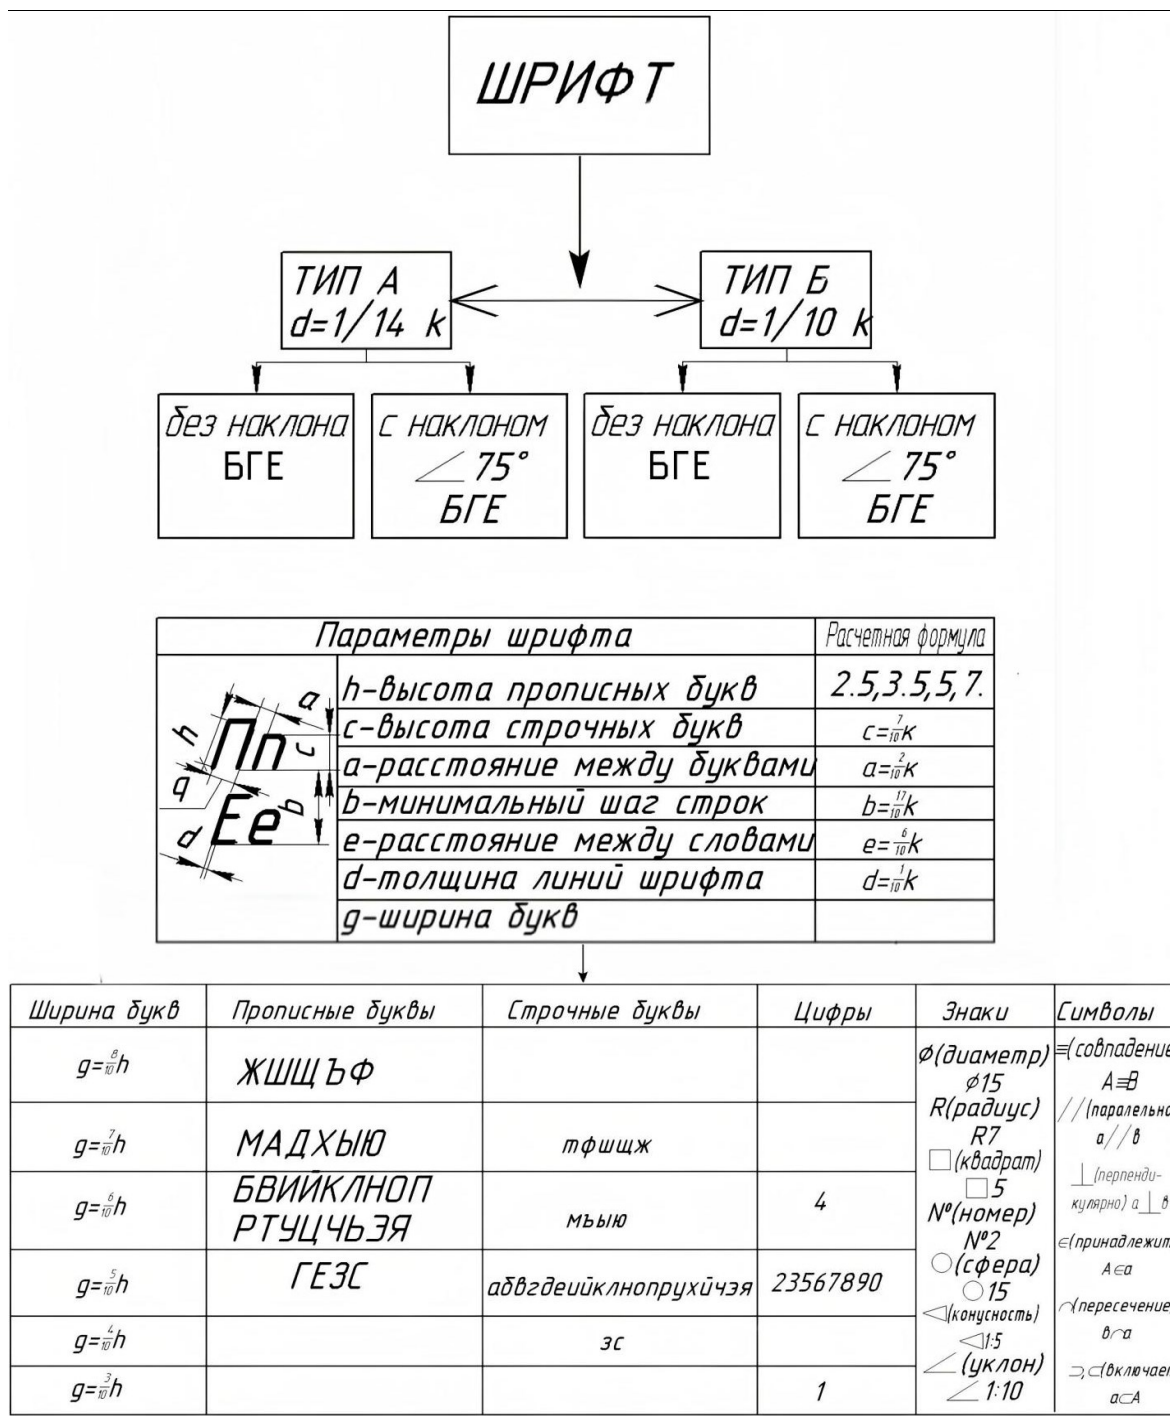 ШРИФТ
ТИП А
d=1/14 k
ТИП Б
d=1/10 k
без наклона
БГЕ
с наклоном
75°
БГЕ
без наклона
БГЕ
с наклоном
75°
БГЕ
Параметры шрифта
Расчетная формула
h a
Пп c
q
Ее b
d
h-высота прописных букв 2.5,3.5,5,7.
c-высота строчных букв c=7/10k
a-расстояние между буквами a=2/10k
b-минимальный шаг строк b=17/10k
e-расстояние между словами e=6/10k
d-толщина линий шрифта d=1/10k
g-ширина букв
Ширина букв Прописные буквы Строчные буквы Цифры Знаки Символы
g=8/10h ЖШЩЪФ
g=7/10h МАДХЫЮ тфшщж
g=6/10h БВИЙКЛНОП
РТУЦЧЬЭЯ мъыю 4
g=5/10h ГЕЗС абвгдеийклнопрухйчэя 23567890
g=4/10h зс
g=3/10h 1
ϕ(диаметр)
ϕ15
R(радиус)
R7
□(квадрат)
□5
№(номер)
№2
○(сфера)
○15
◁(конусность)
◁1:5
∠(уклон)
∠1:10
≡(совпадение
A≡B
//(паралельно
а//в
⊥(перпенди-
кулярно) а⊥в
∈(принадлежит
А∈а
∩(пересечение
в∩а
⊃,⊂(включает
а⊂А